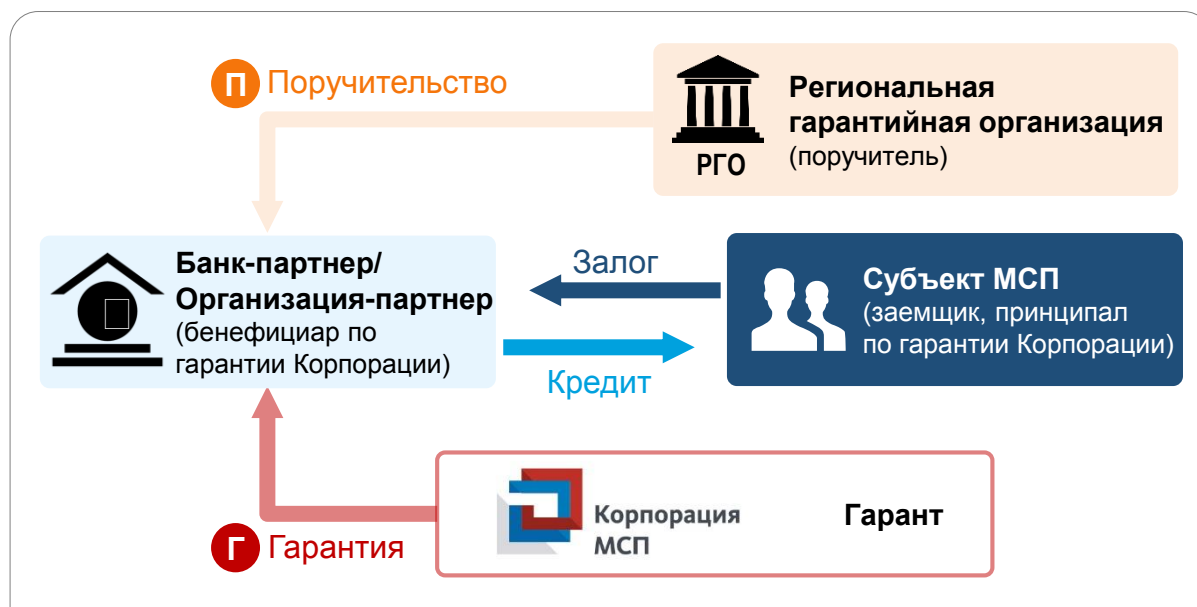 П Поручительство
РГО
Региональная
гарантийная организация
(поручитель)
Банк-партнер/
Организация-партнер
(бенефициар по
гарантии Корпорации)
Залог
Кредит
Субъект МСП
(заемщик, принципал
по гарантии Корпорации)
Г Гарантия
Корпорация
МСП
Гарант